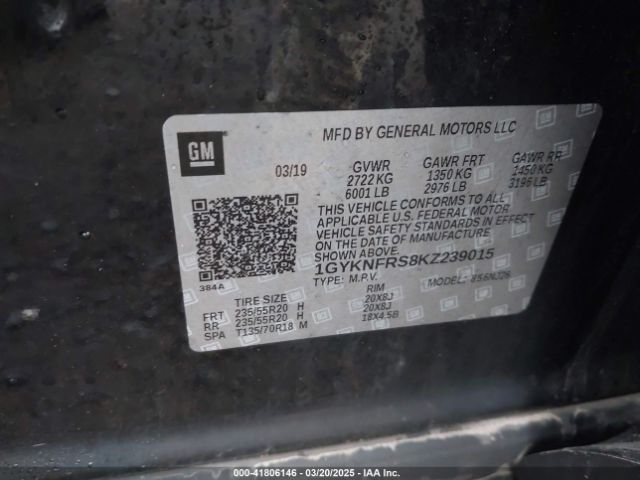 GM
MFD BY GENERAL MOTORS LLC
03/19 GVWR GAWR FRT GAWR RR
2722 KG 1350 KG 1450 KG
6001 LB 2976 LB 3196 LB
THIS VEHICLE CONFORMS TO ALL
APPLICABLE U.S. FEDERAL MOTOR
VEHICLE SAFETY STANDARDS IN EFFECT
ON THE DATE OF MANUFACTURE
SHOWN ABOVE.
1GYKNFRS8KZ239015
TYPE: M.P.V. MODEL: 856NJ26
384A
TIRE SIZE RIM
FRT 235/55R20 H 20X8J
RR 235/55R20 H 20X8J
SPA T135/70R18 M 18X4.5B
000-41806146 — 03/20/2025 — IAA Inc.